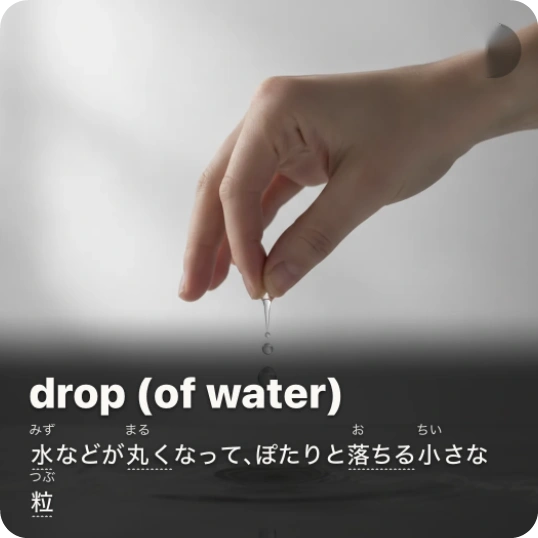 drop (of water)
みず まる お ちい
水などが丸くなって、ぽたりと落ちる小さな
つぶ
粒